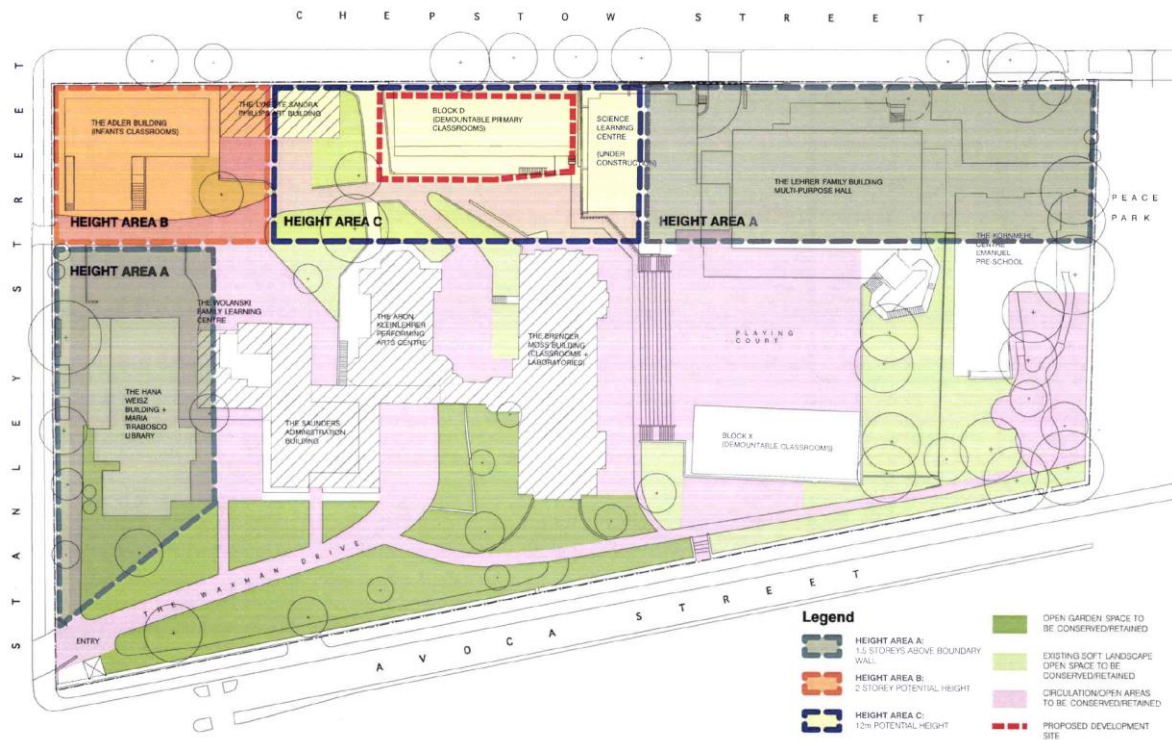 CHEPSTOW STREET
STANLEY STREET
THE ADLER BUILDING
(INFANTS CLASSROOMS)
THE LYNETTE SANDRA
PHILLIPS ART BUILDING
BLOCK D
(DEMOUNTABLE PRIMARY
CLASSROOMS)
SCIENCE
LEARNING
CENTRE
(UNDER
CONSTRUCTION)
THE LEHRER FAMILY BUILDING
MULTI-PURPOSE HALL
PEACE
PARK
HEIGHT AREA B
HEIGHT AREA C
HEIGHT AREA A
THE KORNMEHL
CENTRE
EMANUEL
PRE-SCHOOL
HEIGHT AREA A
THE WOLANSKI
FAMILY LEARNING
CENTRE
THE ARON
KLEINLEHRER
PERFORMING
ARTS CENTRE
THE BRENDER
MOSS BUILDING
(CLASSROOMS +
LABORATORIES)
PLAYING
COURT
THE HANA
WEISZ
BUILDING +
MARIA
TIRABOSCO
LIBRARY
THE SAUNDERS
ADMINISTRATION
BUILDING
BLOCK X
(DEMOUNTABLE CLASSROOMS)
THE WAXMAN DRIVE
ENTRY
AVOCA STREET
Legend
HEIGHT AREA A:
1.5 STOREYS ABOVE BOUNDARY
WALL
HEIGHT AREA B:
2 STOREY POTENTIAL HEIGHT
HEIGHT AREA C:
12m POTENTIAL HEIGHT
OPEN GARDEN SPACE TO
BE CONSERVED/RETAINED
EXISTING SOFT LANDSCAPE
OPEN SPACE TO BE
CONSERVED/RETAINED
CIRCULATION/OPEN AREAS
TO BE CONSERVED/RETAINED
PROPOSED DEVELOPMENT
SITE